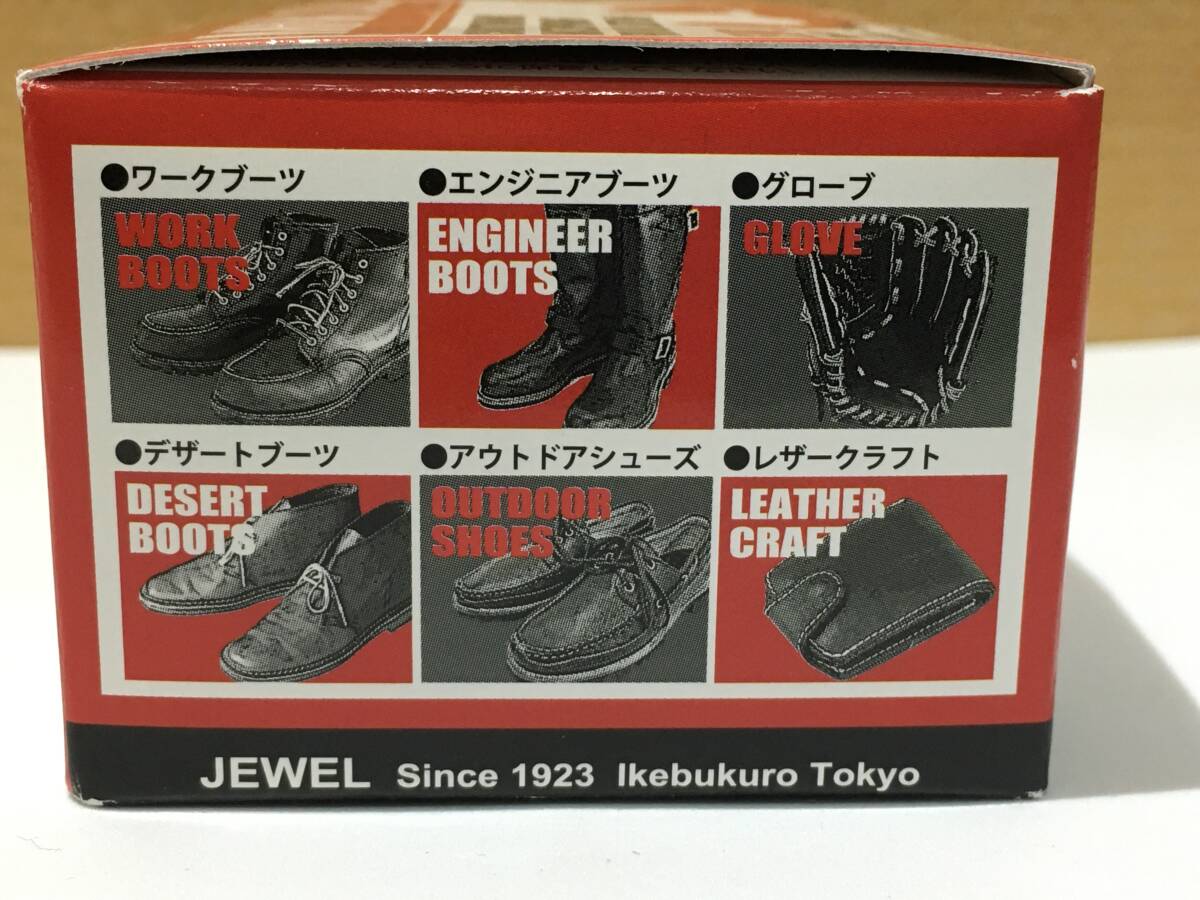 ●ワークブーツ
WORK
BOOTS
●エンジニアブーツ
ENGINEER
BOOTS
●グローブ
GLOVE
●デザートブーツ
DESERT
BOOTS
●アウトドアシューズ
OUTDOOR
SHOES
●レザークラフト
LEATHER
CRAFT
JEWEL Since 1923 Ikebukuro Tokyo